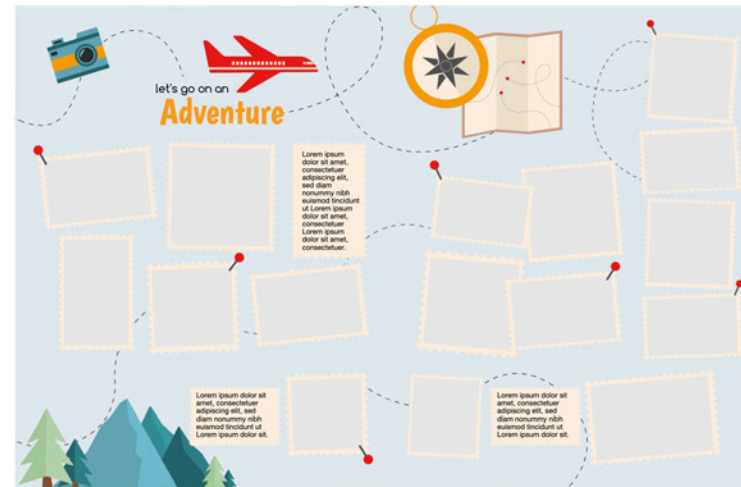 let's go on an
Adventure
Lorem ipsum
dolor sit amet,
consectetuer
adipiscing elit,
sed diam
nonummy nibh
euismod tincidunt
ut Lorem ipsum
dolor sit amet,
consectetuer
Lorem ipsum
dolor sit amet,
consectetuer.
Lorem ipsum dolor sit
amet, consectetuer
adipiscing elit, sed
diam nonummy nibh
euismod tincidunt ut
Lorem ipsum dolor sit.
Lorem ipsum dolor sit
amet, consectetuer
adipiscing elit, sed
diam nonummy nibh
euismod tincidunt ut
Lorem ipsum dolor sit.